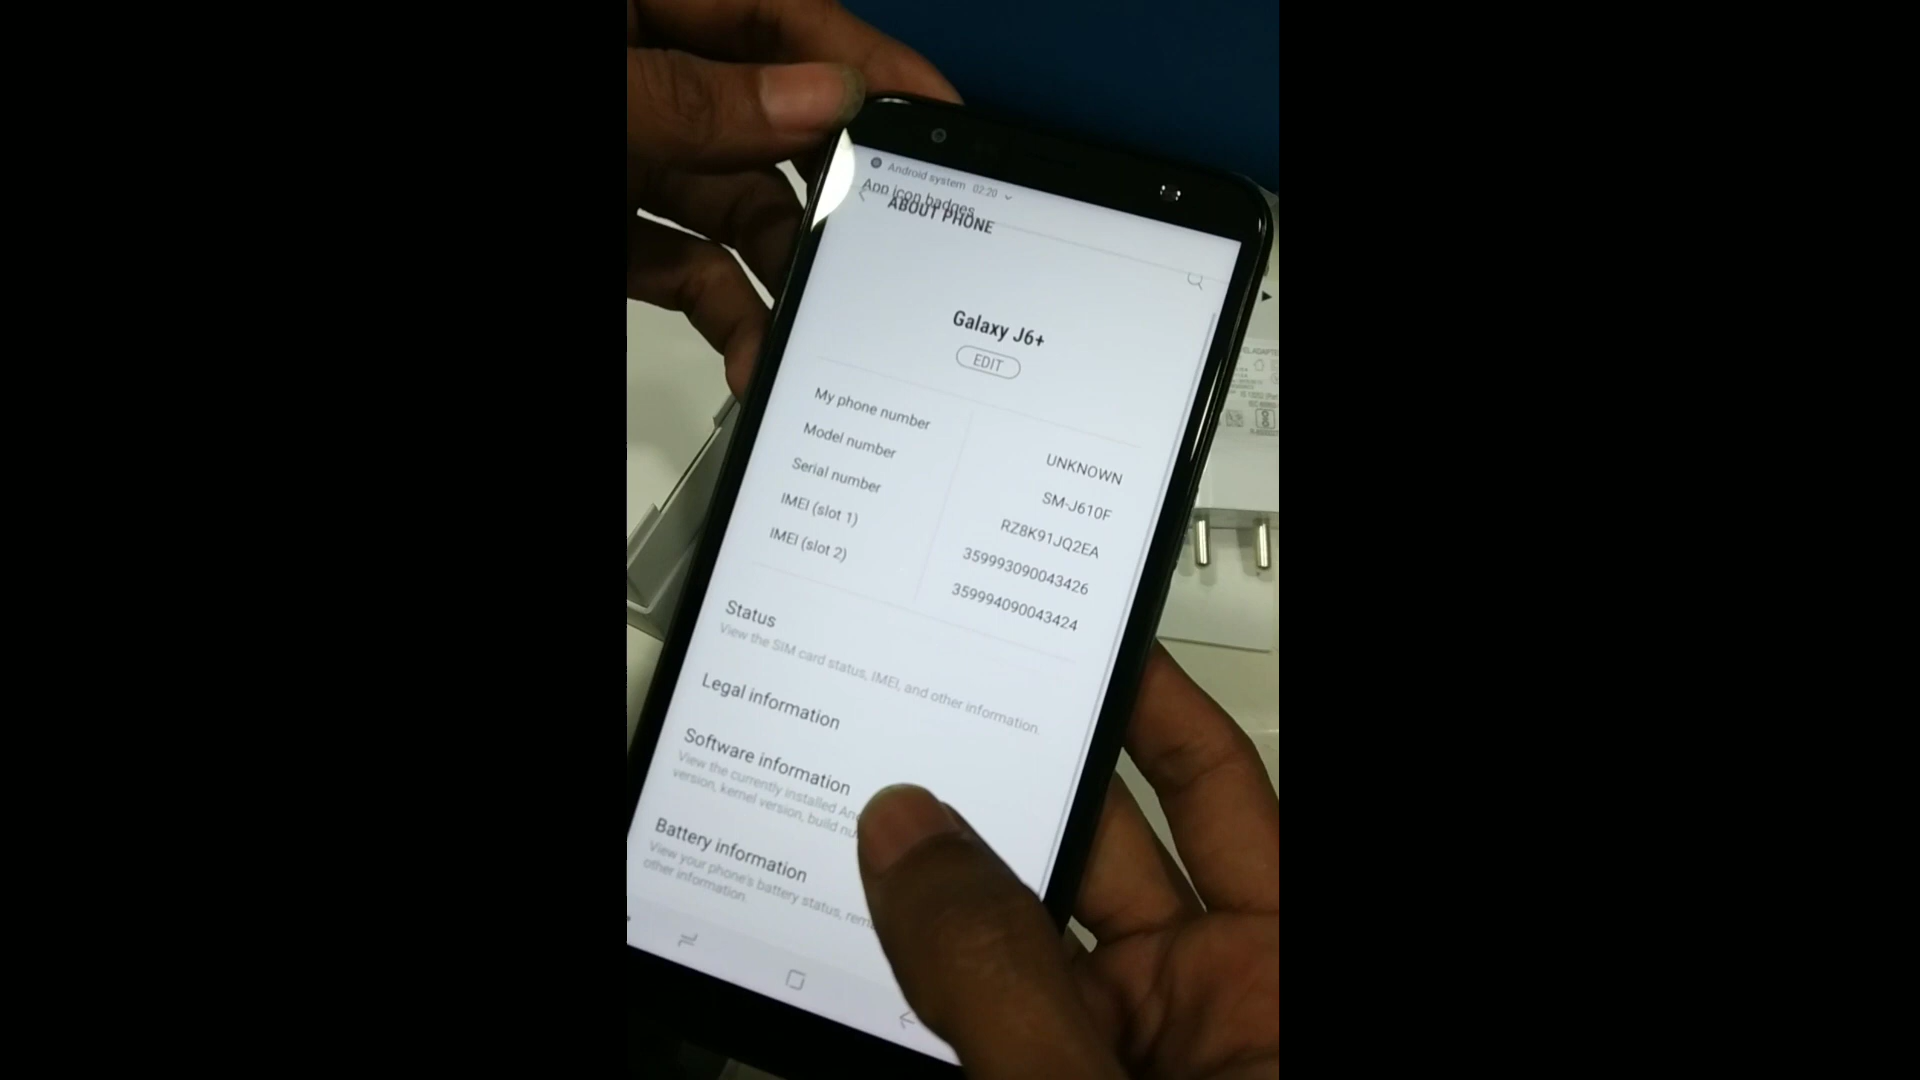 Android system 02:20
App icon badges
ABOUT PHONE
Galaxy J6+
EDIT
My phone number UNKNOWN
Model number SM-J610F
Serial number RZ8K91JQ2EA
IMEI (slot 1) 359993090043426
IMEI (slot 2) 359994090043424
Status
View the SIM card status, IMEI, and other information.
Legal information
Software information
View the currently installed
version, kernel version, build
Battery information
View your phone's battery status,
other information.